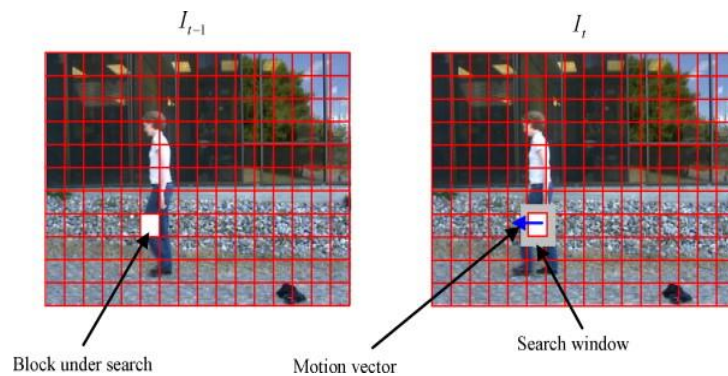 I_{t-1}
I_t
Block under search
Motion vector
Search window